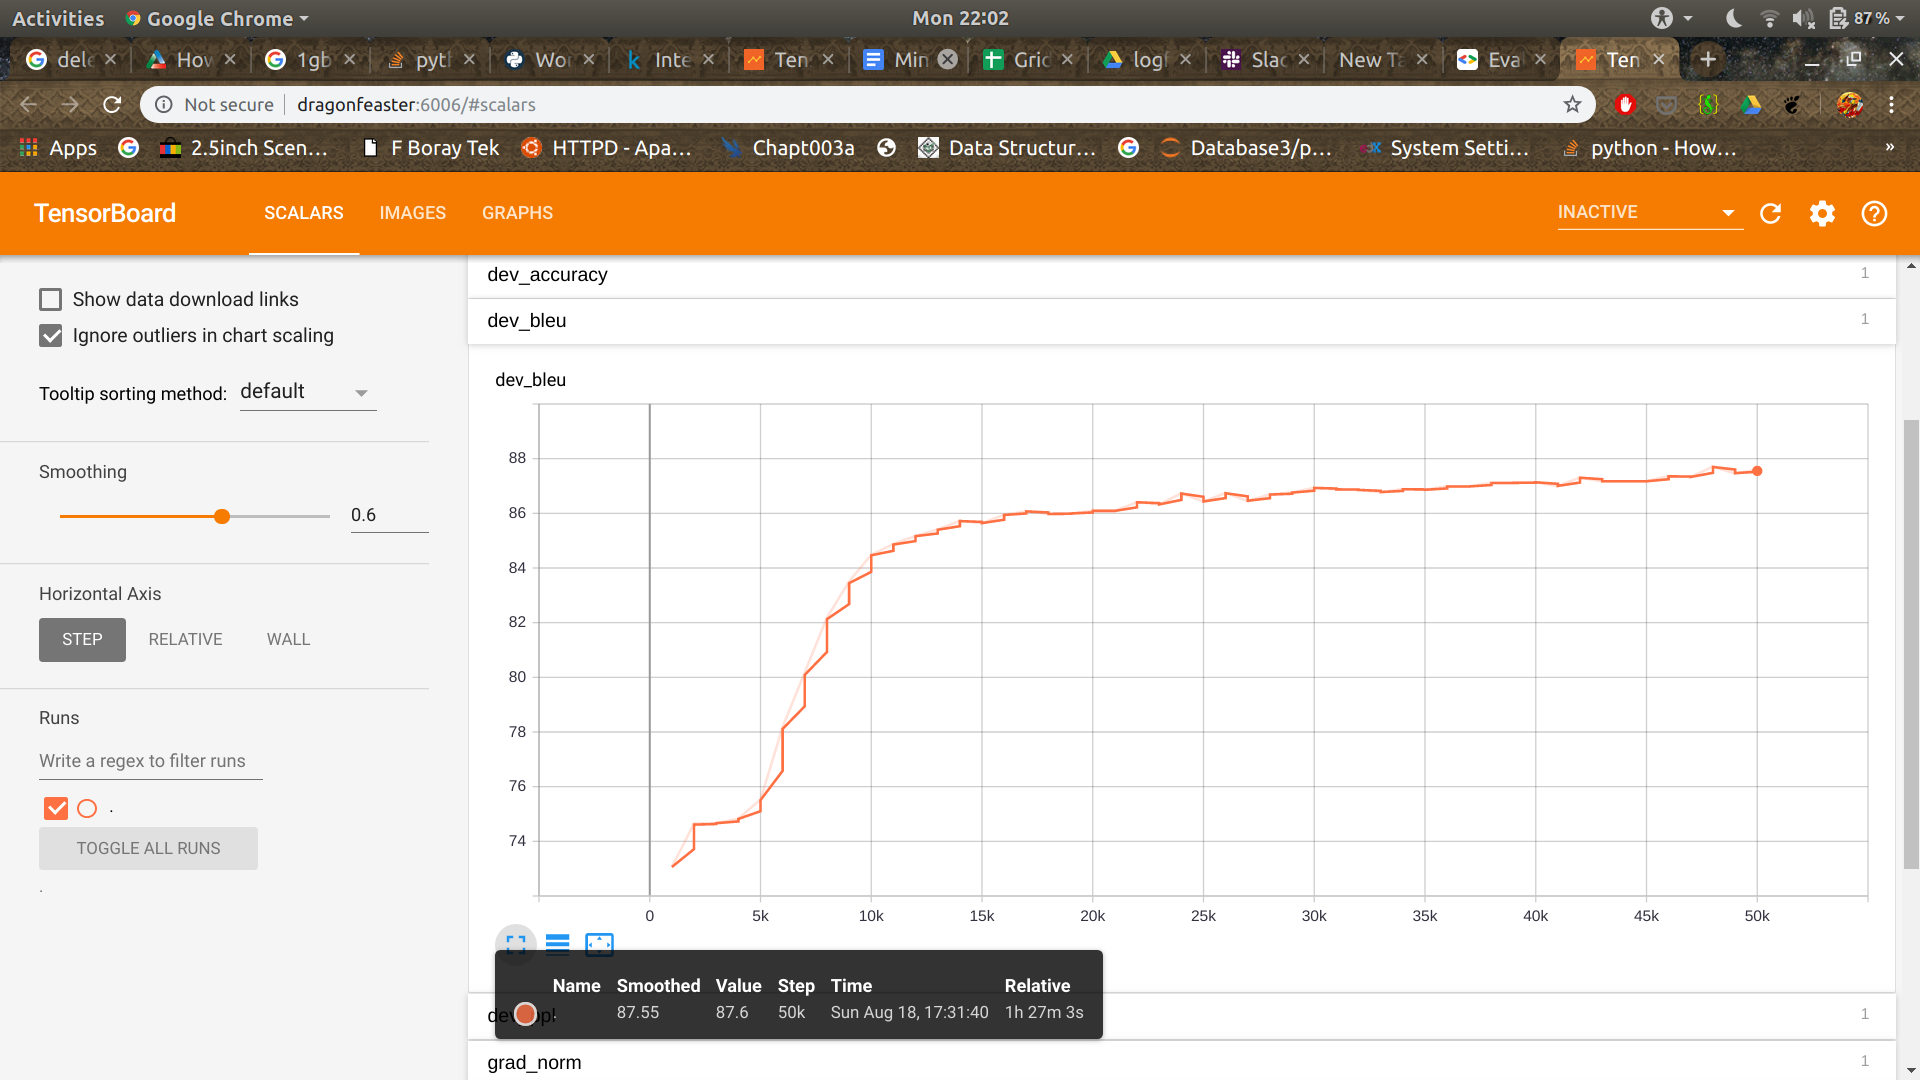 Activities Google Chrome Mon 22:02 87%
dele How 1gb pyth Wor Inte Ten Min Gric logf Slac New Ta Eva Ten
Not secure dragonfeaster:6006/#scalars
Apps 2.5inch Scen... F Boray Tek HTTPD - Apa... Chapt003a Data Structur... Database3/p... System Setti... python - How... »
TensorBoard SCALARS IMAGES GRAPHS INACTIVE
dev_accuracy 1
Show data download links
dev_bleu 1
Ignore outliers in chart scaling
dev_bleu
Tooltip sorting method: default
Smoothing
0.6
Horizontal Axis
STEP RELATIVE WALL
Runs
Write a regex to filter runs
.
TOGGLE ALL RUNS
.
88
86
84
82
80
78
76
74
0 5k 10k 15k 20k 25k 30k 35k 40k 45k 50k
Name Smoothed Value Step Time Relative
. 87.55 87.6 50k Sun Aug 18, 17:31:40 1h 27m 3s
1
grad_norm 1